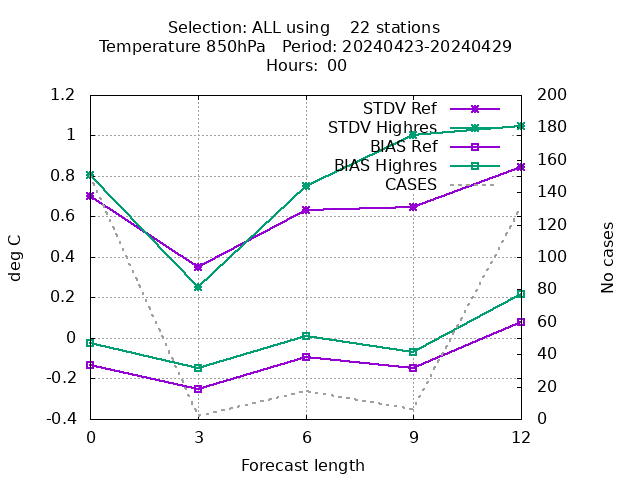 Selection: ALL using    22 stations
Temperature 850hPa   Period: 20240423-20240429
Hours:  00
1.2
1
0.8
0.6
0.4
0.2
0
-0.2
-0.4
200
180
160
140
120
100
80
60
40
20
0
STDV Ref
STDV Highres
BIAS Ref
BIAS Highres
CASES
deg C
No cases
0 3 6 9 12
Forecast length